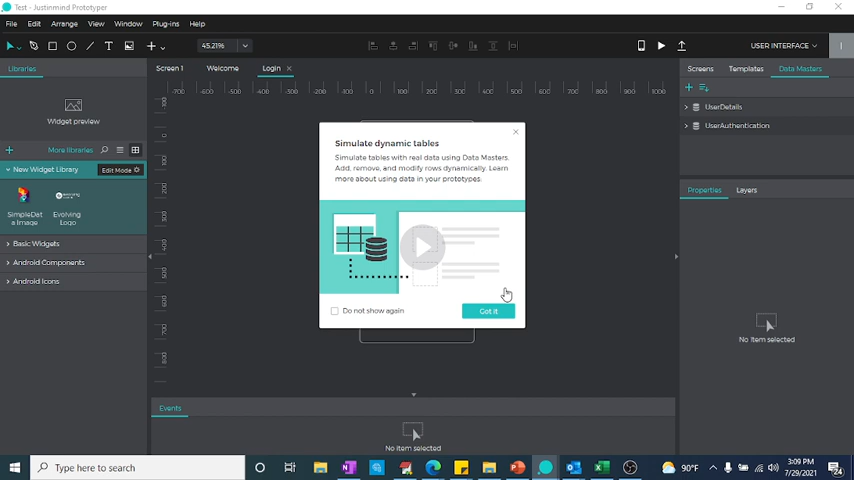 Test - Justinmind Prototyper
File Edit Arrange View Window Plug-ins Help
45.21%
USER INTERFACE
Libraries
Screen 1 Welcome Login
Screens Templates Data Masters
-700 -600 -500 -400 -300 -200 -100 0 100 200 300 400 500 600 700 800 900 1000
UserDetails
UserAuthentication
Widget preview
More libraries
New Widget Library Edit Mode
SimpleDat
a Image
Evolving
Logo
Basic Widgets
Android Components
Android Icons
Simulate dynamic tables
Simulate tables with real data using Data Masters.
Add, remove, and modify rows dynamically. Learn
more about using data in your prototypes.
Do not show again
Got it
Properties Layers
No item selected
Events
No item selected
Type here to search
90°F
3:09 PM
7/29/2021
24